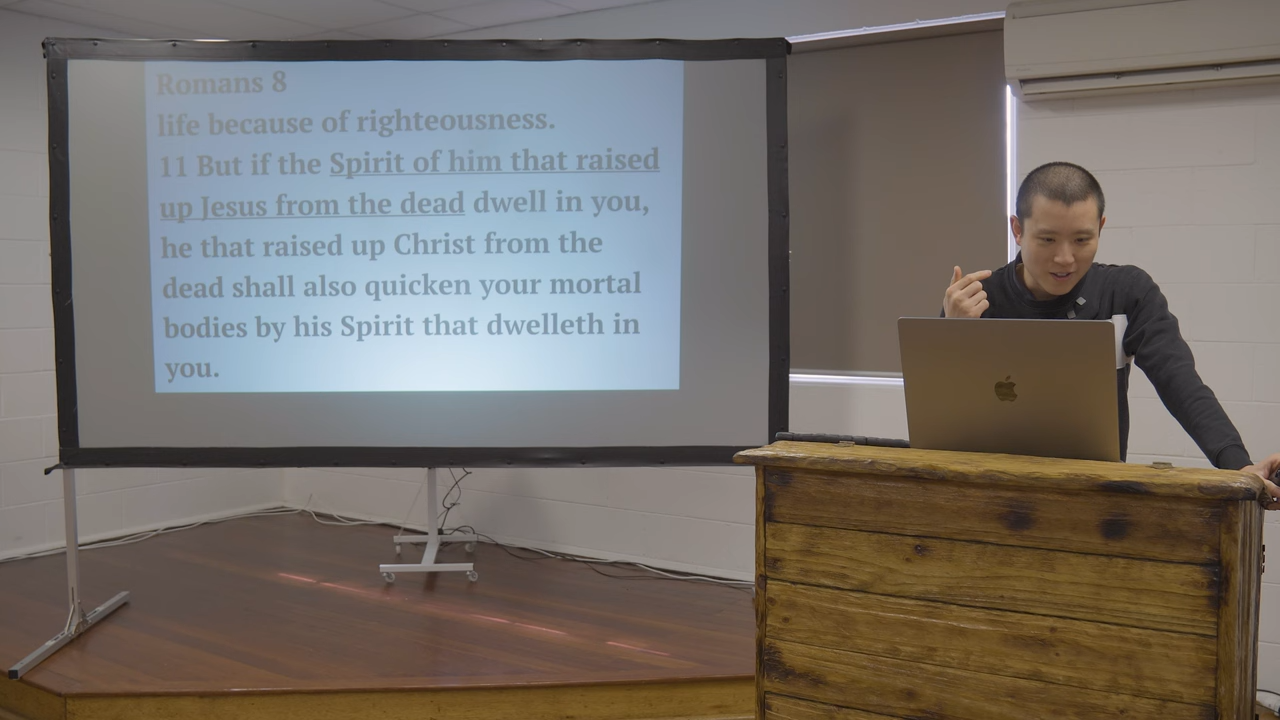 Romans 8
life because of righteousness.
11 But if the Spirit of him that raised
up Jesus from the dead dwell in you,
he that raised up Christ from the
dead shall also quicken your mortal
bodies by his Spirit that dwelleth in
you.